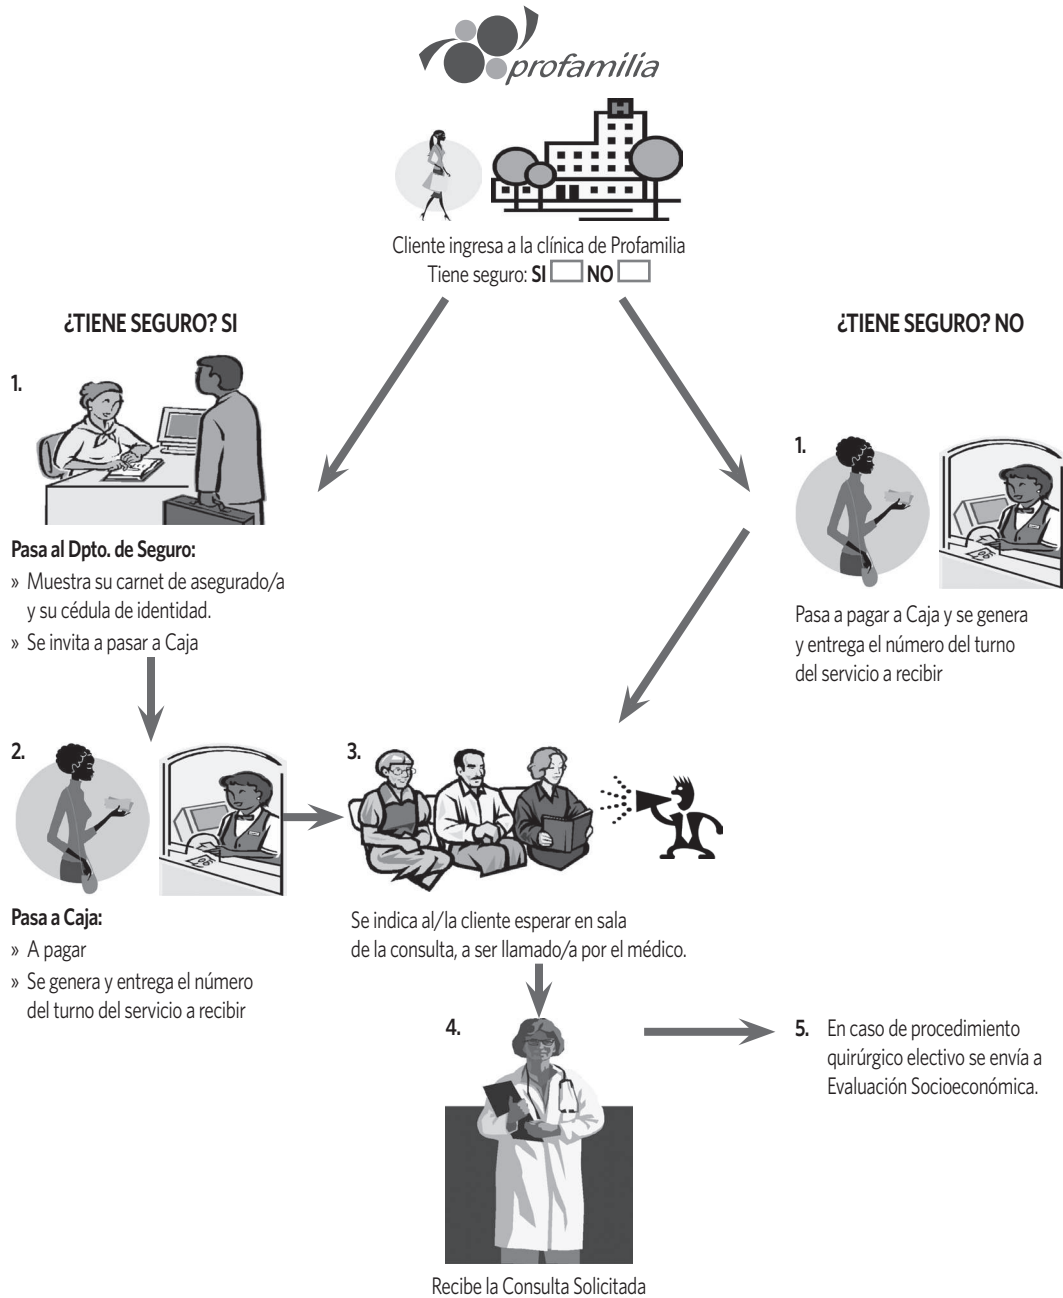 profamilia
H
Cliente ingresa a la clínica de Profamilia
Tiene seguro: SI NO
¿TIENE SEGURO? SI
1.
Pasa al Dpto. de Seguro:
» Muestra su carnet de asegurado/a
y su cédula de identidad.
» Se invita a pasar a Caja
2.
Pasa a Caja:
» A pagar
» Se genera y entrega el número
del turno del servicio a recibir
¿TIENE SEGURO? NO
1.
Pasa a pagar a Caja y se genera
y entrega el número del turno
del servicio a recibir
3.
Se indica al/la cliente esperar en sala
de la consulta, a ser llamado/a por el médico.
4.
Recibe la Consulta Solicitada
5. En caso de procedimiento
quirúrgico electivo se envía a
Evaluación Socioeconómica.